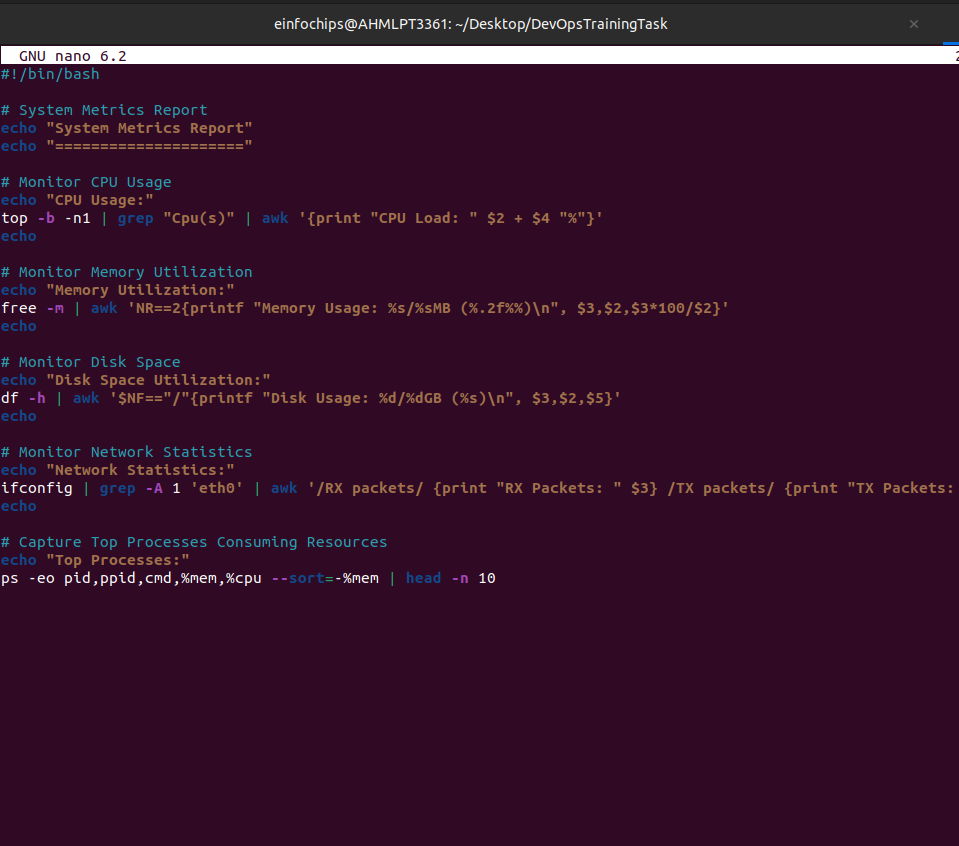 einfochips@AHMLPT3361: ~/Desktop/DevOpsTrainingTask
GNU nano 6.2
#!/bin/bash
# System Metrics Report
echo "System Metrics Report"
echo "====================="
# Monitor CPU Usage
echo "CPU Usage:"
top -b -n1 | grep "Cpu(s)" | awk '{print "CPU Load: " $2 + $4 "%"}'
echo
# Monitor Memory Utilization
echo "Memory Utilization:"
free -m | awk 'NR==2{printf "Memory Usage: %s/%sMB (%.2f%%)\n", $3,$2,$3*100/$2}'
echo
# Monitor Disk Space
echo "Disk Space Utilization:"
df -h | awk '$NF=="/"{printf "Disk Usage: %d/%dGB (%s)\n", $3,$2,$5}'
echo
# Monitor Network Statistics
echo "Network Statistics:"
ifconfig | grep -A 1 'eth0' | awk '/RX packets/ {print "RX Packets: " $3} /TX packets/ {print "TX Packets:
echo
# Capture Top Processes Consuming Resources
echo "Top Processes:"
ps -eo pid,ppid,cmd,%mem,%cpu --sort=-%mem | head -n 10